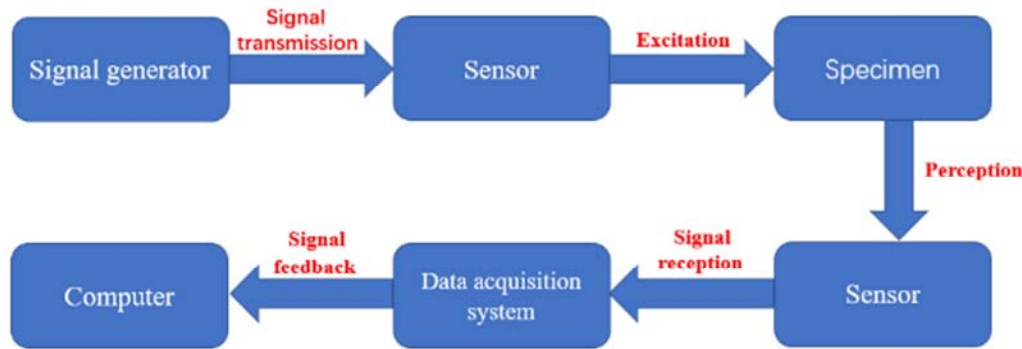 Signal
transmission
Excitation
Signal generator
Sensor
Specimen
Perception
Signal
feedback
Signal
reception
Computer
Data acquisition
system
Sensor